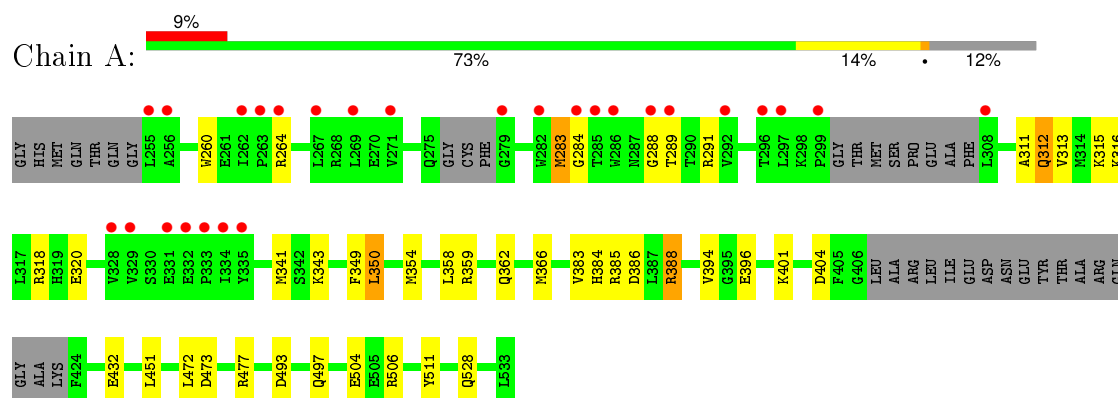 9%
Chain A:
73% 14% • 12%
GLY HIS MET GLN THR GLN GLY L255 A256 W260 E261 I262 P263 R264 L267 R268 L269 E270 V271 Q275 GLY CYS PHE G279 W282 M283 G284 T285 W286 N287 G288 T289 T290 R291 V292 T296 L297 K298 P299 GLY THR MET SER PRO GLU ALA PHE L308 A311 Q312 V313 M314 K315 K316
L317 R318 H319 E320 V328 V329 S330 E331 E332 P333 I334 Y335 M341 S342 K343 F349 L350 M354 L358 R359 Q362 M366 V383 H384 R385 D386 L387 R388 V394 G395 E396 K401 D404 F405 G406 LEU ALA ARG LEU ILE GLU ASP ASN GLU TYR THR ALA ARG GLN
GLY ALA LYS F424 E432 L451 L472 D473 R477 D493 Q497 E504 E505 R506 Y511 Q528 L533